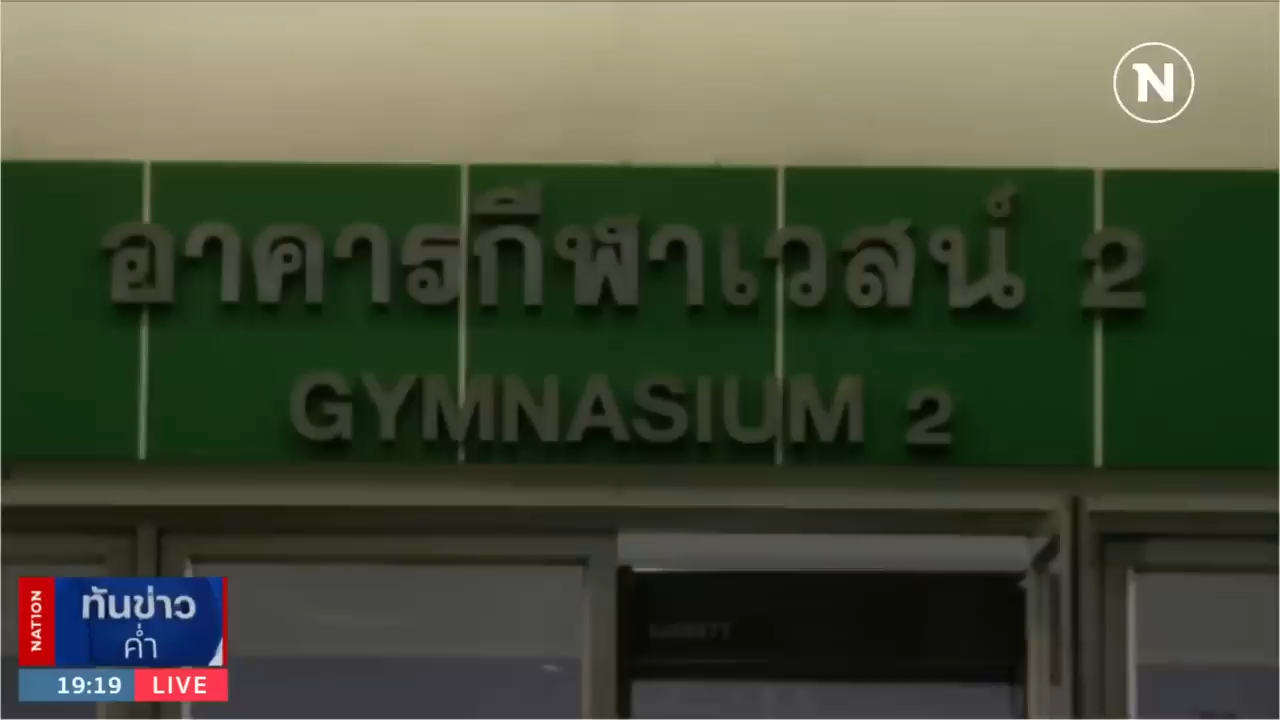 N
อาคารกีฬาเวสน์ 2
GYMNASIUM 2
NATION
ทันข่าว
ค่ำ
19:19 LIVE